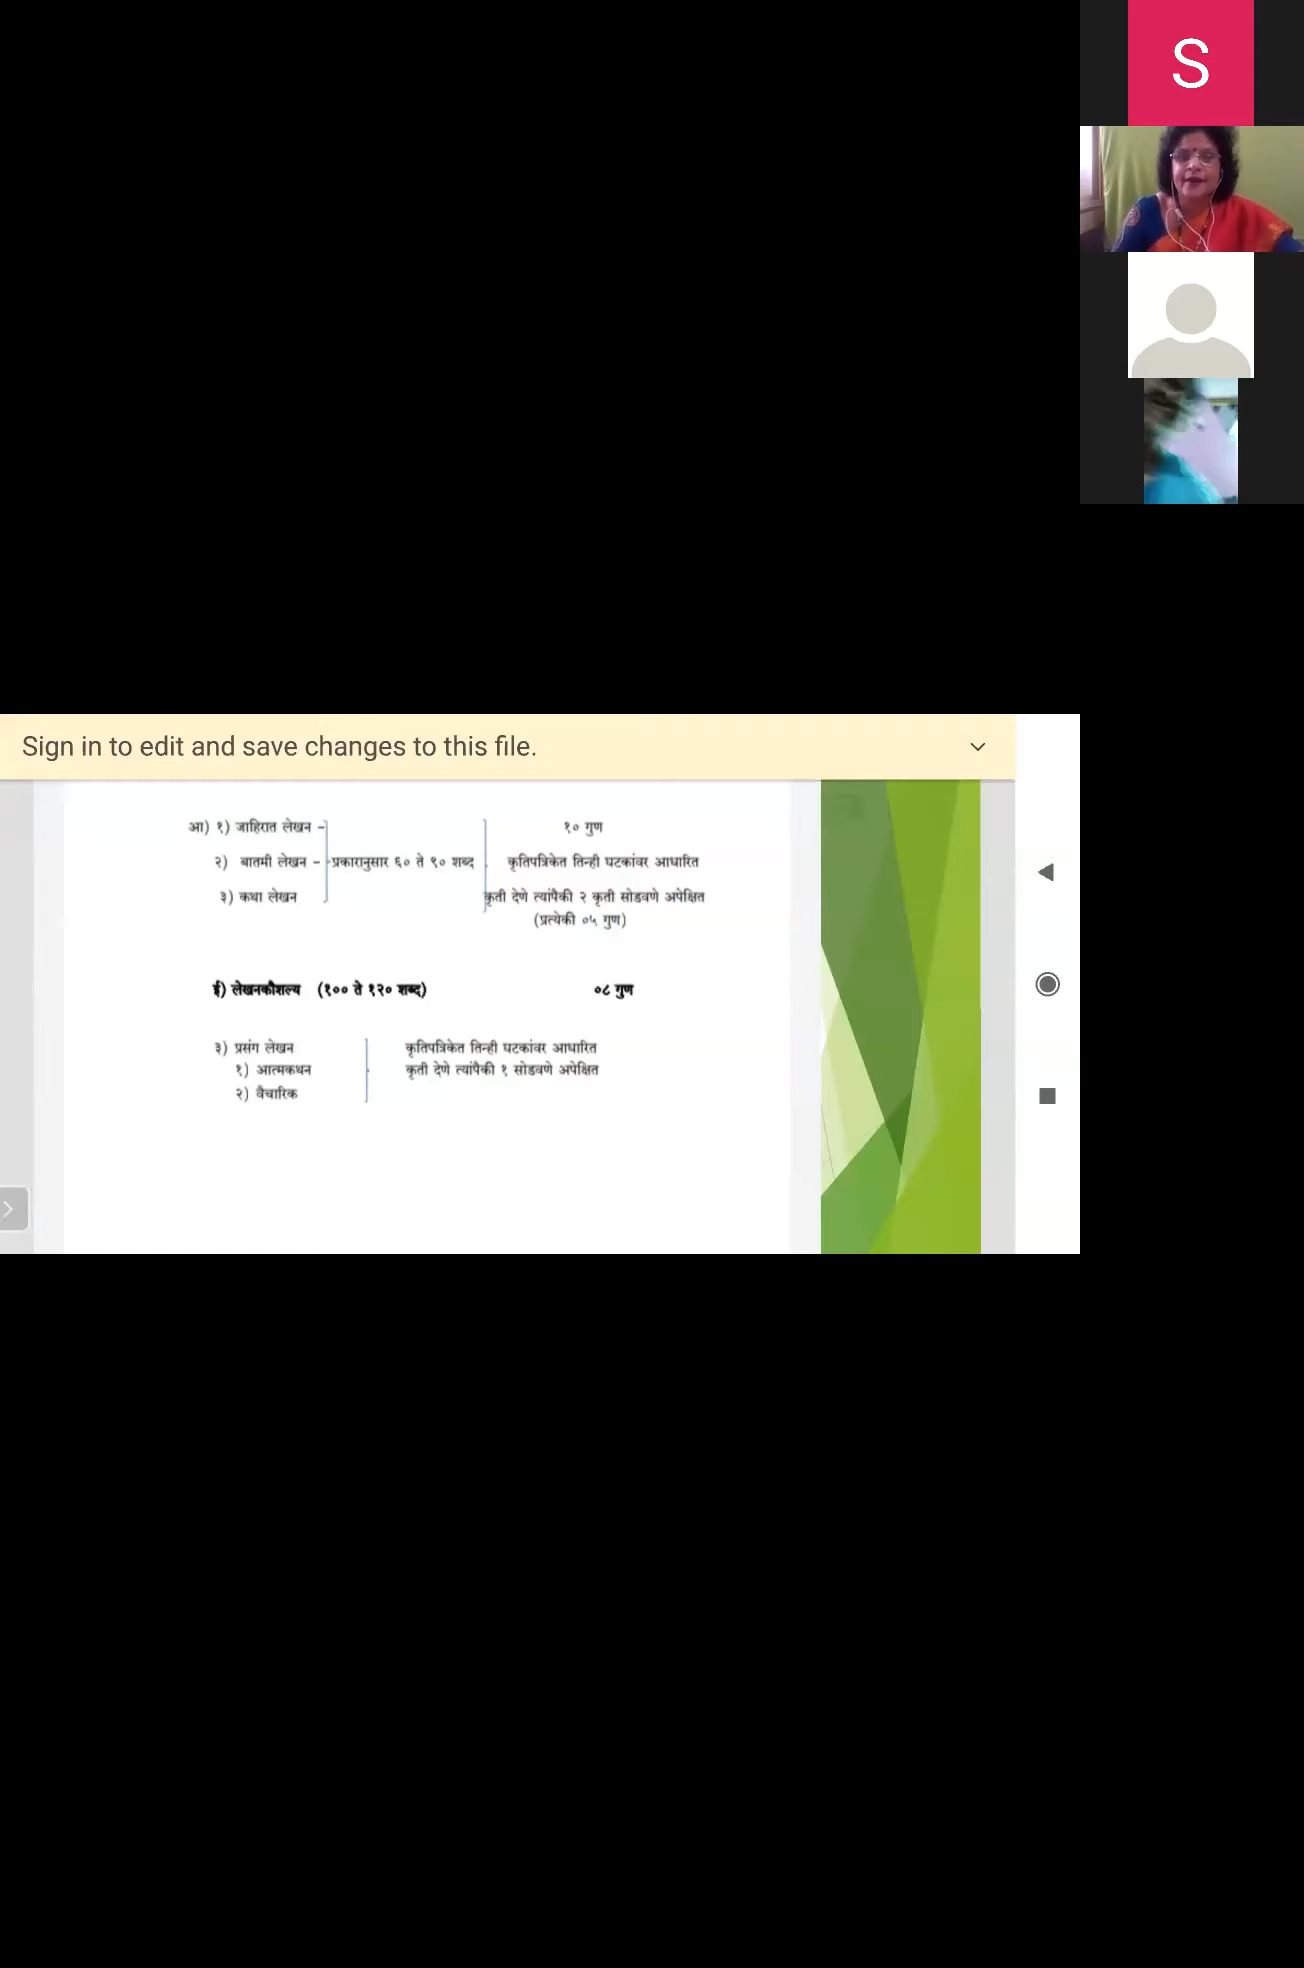 S
Sign in to edit and save changes to this file.
आ) १) जाहिरात लेखन – १० गुण
२) बातमी लेखन – प्रकारानुसार ६० ते ९० शब्द कृतिपत्रिकेत तिन्ही घटकांवर आधारित
३) कथा लेखन कृती देणे त्यांपैकी २ कृती सोडवणे अपेक्षित
(प्रत्येकी ०५ गुण)
ई) लेखनकौशल्य (१०० ते १२० शब्द) ०८ गुण
३) प्रसंग लेखन कृतिपत्रिकेत तिन्ही घटकांवर आधारित
१) आत्मकथन कृती देणे त्यांपैकी १ सोडवणे अपेक्षित
२) वैचारिक